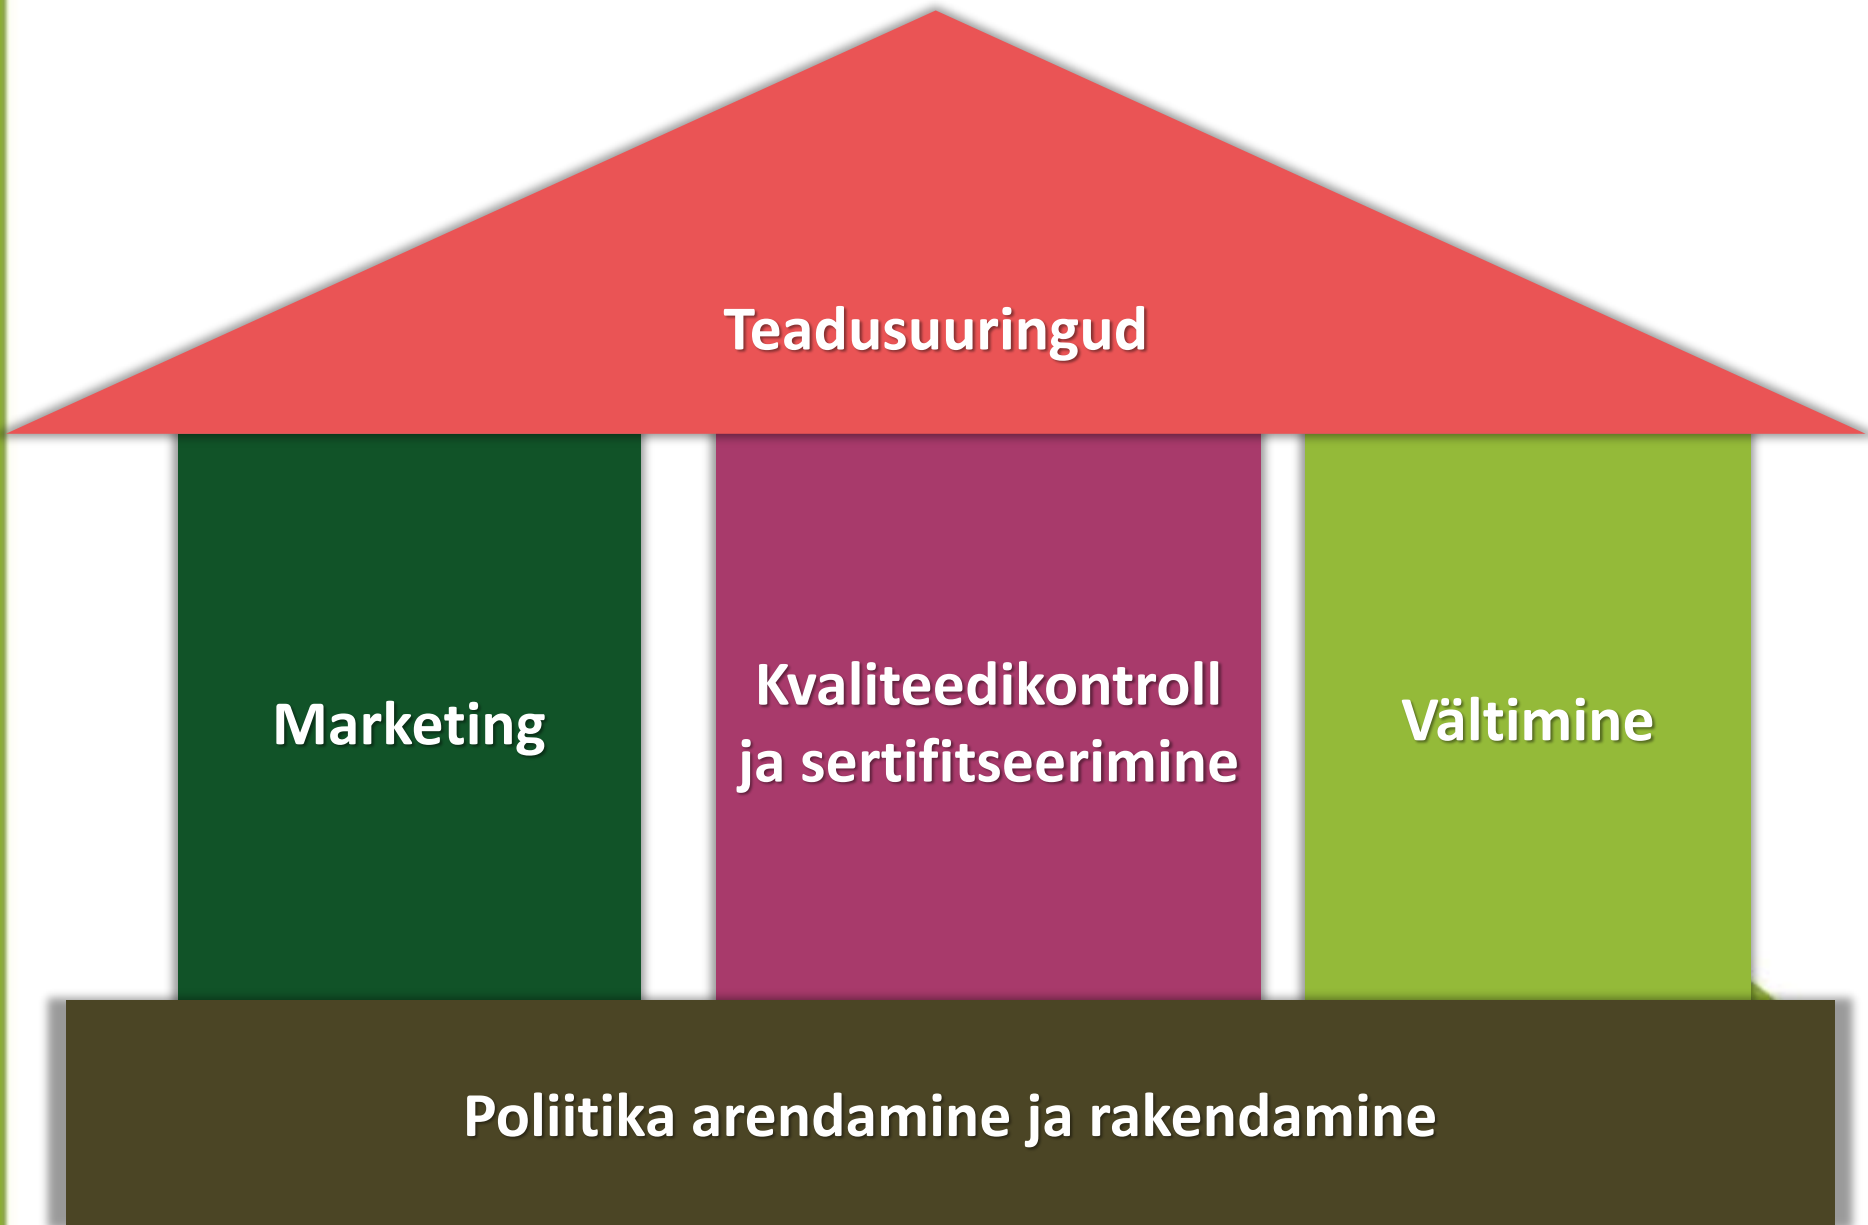 Teadusuuringud
Marketing
Kvaliteedikontroll
ja sertifitseerimine
Vältimine
Poliitika arendamine ja rakendamine